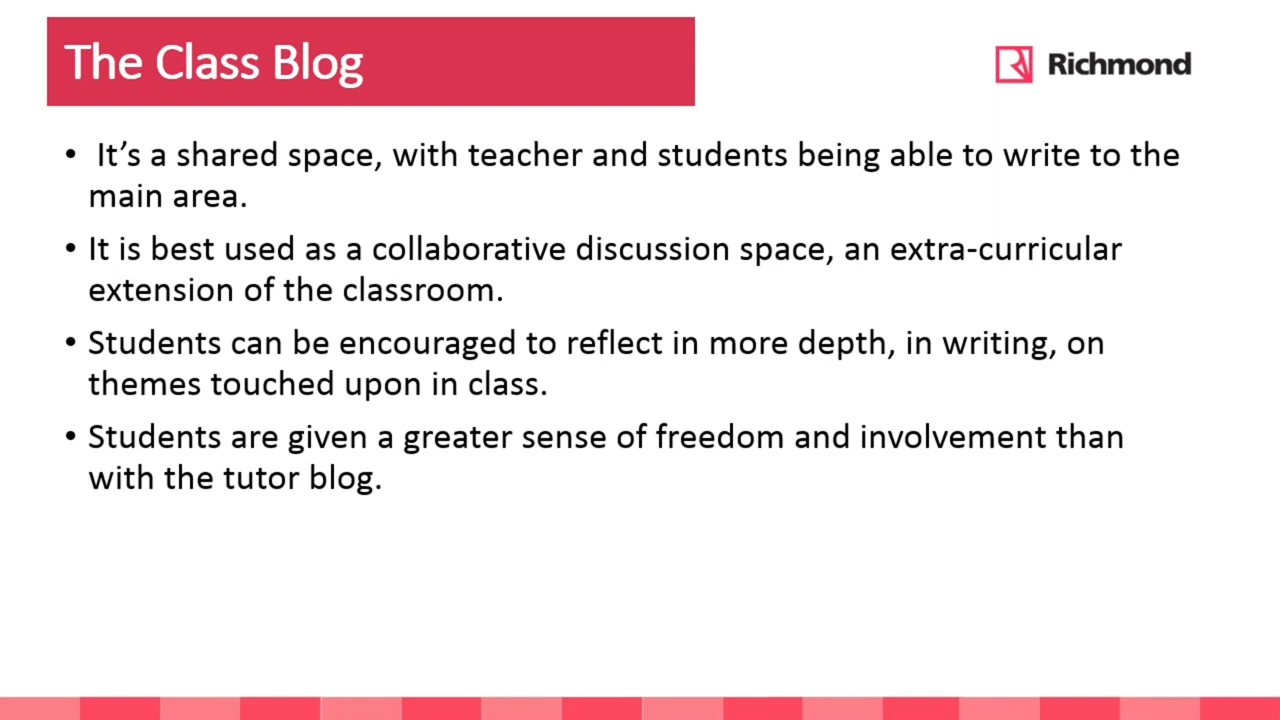 The Class Blog
Richmond
• It’s a shared space, with teacher and students being able to write to the
main area.
• It is best used as a collaborative discussion space, an extra-curricular
extension of the classroom.
• Students can be encouraged to reflect in more depth, in writing, on
themes touched upon in class.
• Students are given a greater sense of freedom and involvement than
with the tutor blog.